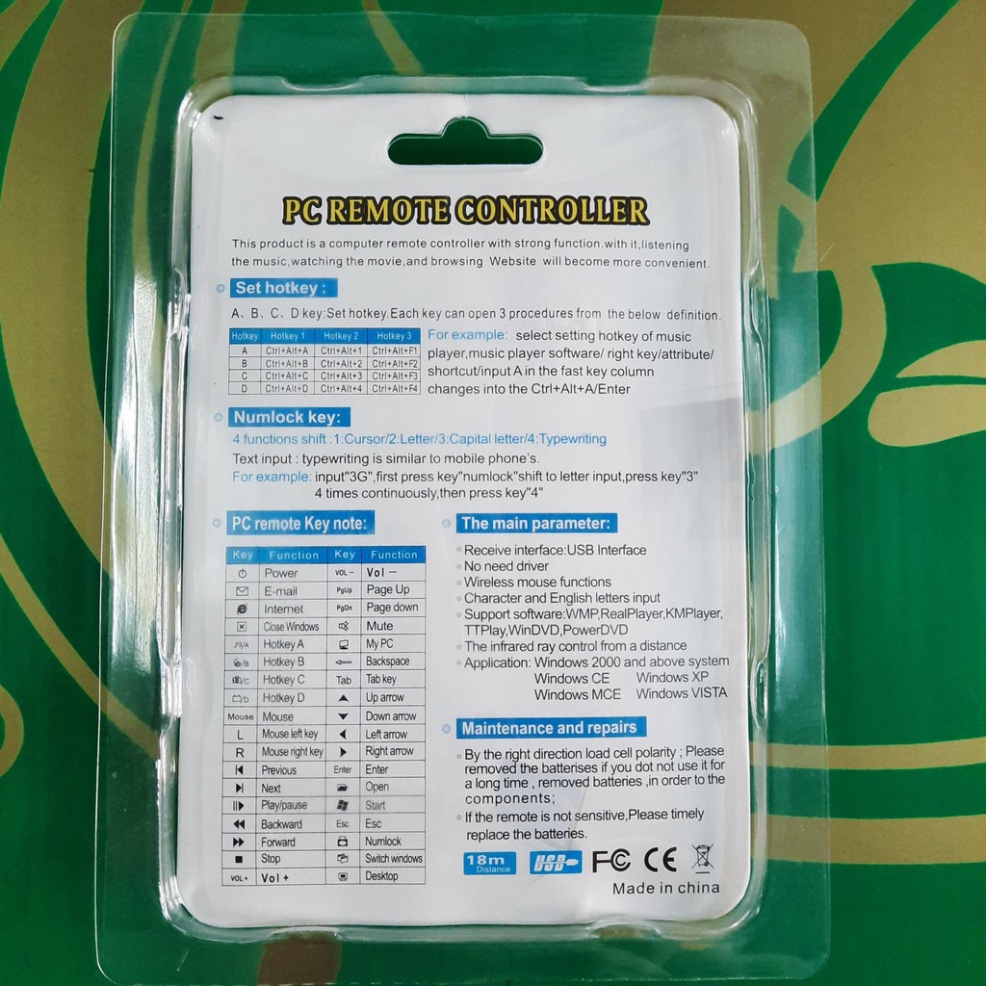 PC REMOTE CONTROLLER
This product is a computer remote controller with strong function.with it,listening
the music,watching the movie,and browsing Website will become more convenient.
Set hotkey :
A、B、C、D key:Set hotkey.Each key can open 3 procedures from the below definition.
Hotkey Hotkey 1 Hotkey 2 Hotkey 3
A Ctrl+Alt+A Ctrl+Alt+1 Ctrl+Alt+F1
B Ctrl+Alt+B Ctrl+Alt+2 Ctrl+Alt+F2
C Ctrl+Alt+C Ctrl+Alt+3 Ctrl+Alt+F3
D Ctrl+Alt+D Ctrl+Alt+4 Ctrl+Alt+F4
For example: select setting hotkey of music
player,music player software/ right key/attribute/
shortcut/input A in the fast key column
changes into the Ctrl+Alt+A/Enter
Numlock key:
4 functions shift :1:Cursor/2:Letter/3:Capital letter/4:Typewriting
Text input : typewriting is similar to mobile phone's.
For example: input"3G",first press key"numlock"shift to letter input,press key"3"
4 times continuously,then press key"4"
PC remote Key note:
Key Function Key Function
Power VOL− Vol−
E-mail PgUp Page Up
Internet PgDn Page down
Close Windows Mute
/A Hotkey A My PC
/B Hotkey B Backspace
/C Hotkey C Tab Tab key
/D Hotkey D Up arrow
Mouse Mouse Down arrow
L Mouse left key Left arrow
R Mouse right key Right arrow
Previous Enter Enter
Next Open
Play/pause Start
Backward Esc Esc
Forward Numlock
Stop Switch windows
VOL+ Vol+ Desktop
The main parameter:
Receive interface:USB Interface
No need driver
Wireless mouse functions
Character and English letters input
Support software:WMP,RealPlayer,KMPlayer,
TTPlay,WinDVD,PowerDVD
The infrared ray control from a distance
Application: Windows 2000 and above system
Windows CE Windows XP
Windows MCE Windows VISTA
Maintenance and repairs
By the right direction load cell polarity ; Please
removed the batterises if you dot not use it for
a long time , removed batteries ,in order to the
components;
If the remote is not sensitive,Please timely
replace the batteries.
18m
Distance
USB FC CE
Made in china